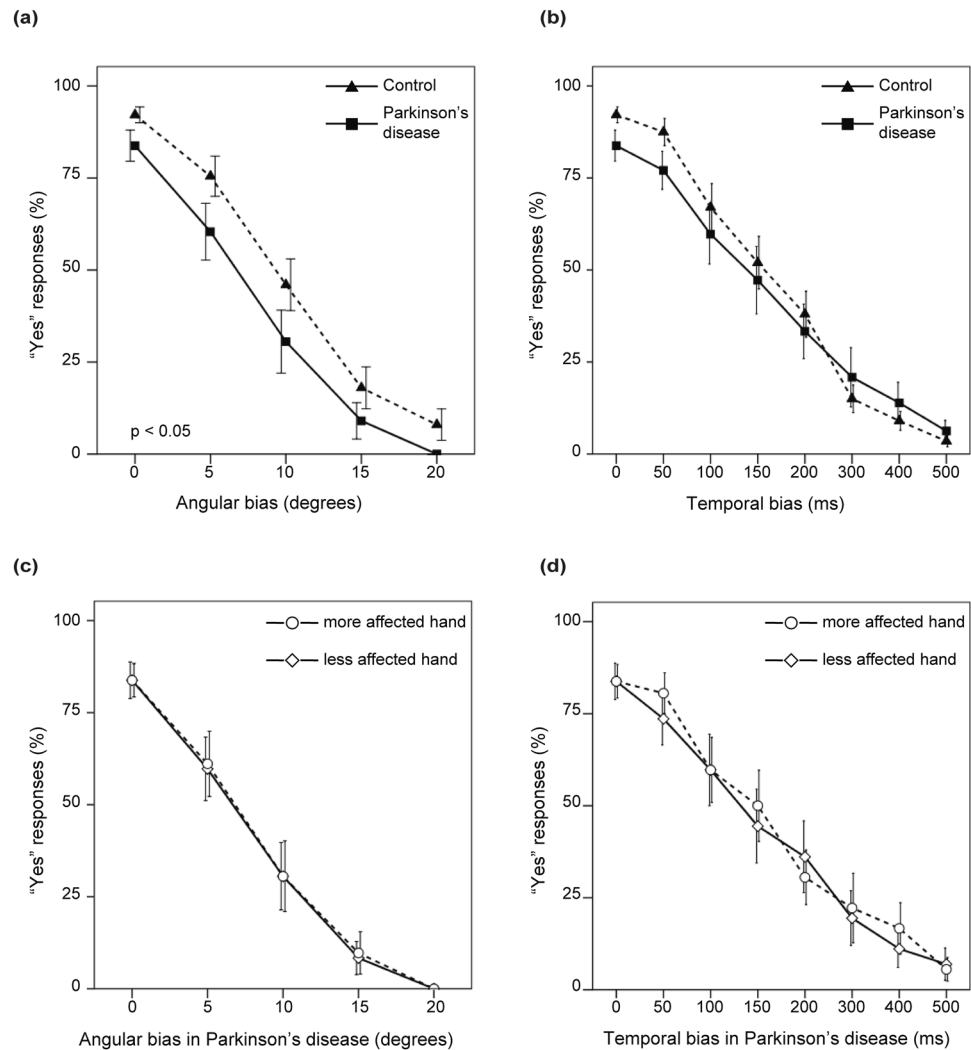 (a)
100
75
50
25
0
"Yes" responses (%)
Control
Parkinson's
disease
p < 0.05
0 5 10 15 20
Angular bias (degrees)
(b)
100
75
50
25
0
"Yes" responses (%)
Control
Parkinson's
disease
0 50 100 150 200 300 400 500
Temporal bias (ms)
(c)
100
75
50
25
0
"Yes" responses (%)
more affected hand
less affected hand
0 5 10 15 20
Angular bias in Parkinson's disease (degrees)
(d)
100
75
50
25
0
"Yes" responses (%)
more affected hand
less affected hand
0 50 100 150 200 300 400 500
Temporal bias in Parkinson's disease (ms)